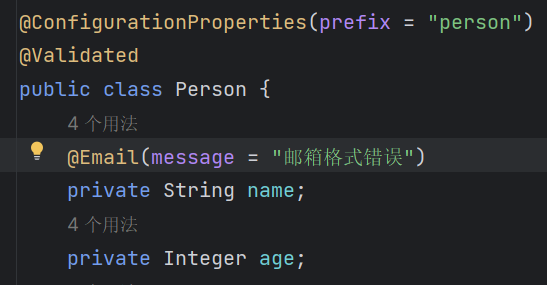 @ConfigurationProperties(prefix = "person")
@Validated
public class Person {
4 个用法
@Email(message = "邮箱格式错误")
private String name;
4 个用法
private Integer age;